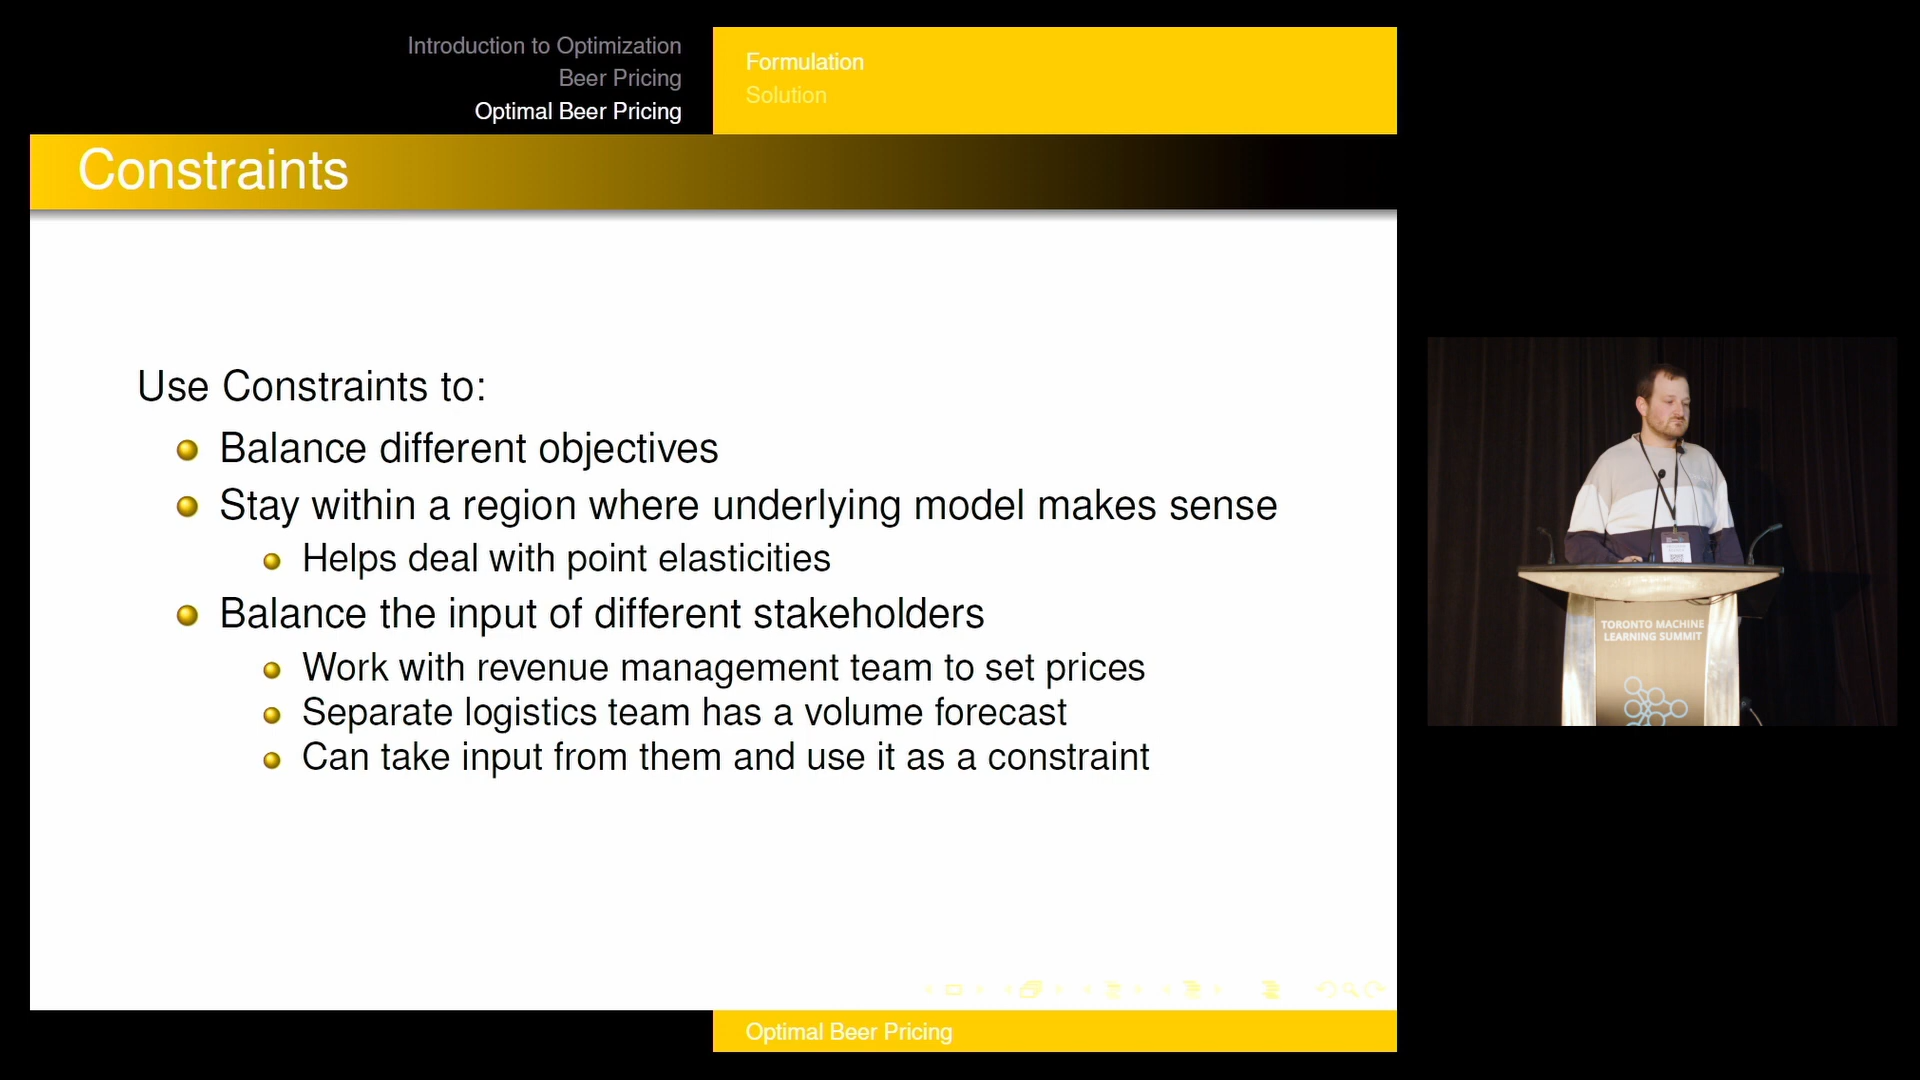 Introduction to Optimization
Beer Pricing
Optimal Beer Pricing
Formulation
Solution
Constraints
Use Constraints to:
Balance different objectives
Stay within a region where underlying model makes sense
Helps deal with point elasticities
Balance the input of different stakeholders
Work with revenue management team to set prices
Separate logistics team has a volume forecast
Can take input from them and use it as a constraint
Optimal Beer Pricing
TORONTO MACHINE
LEARNING SUMMIT